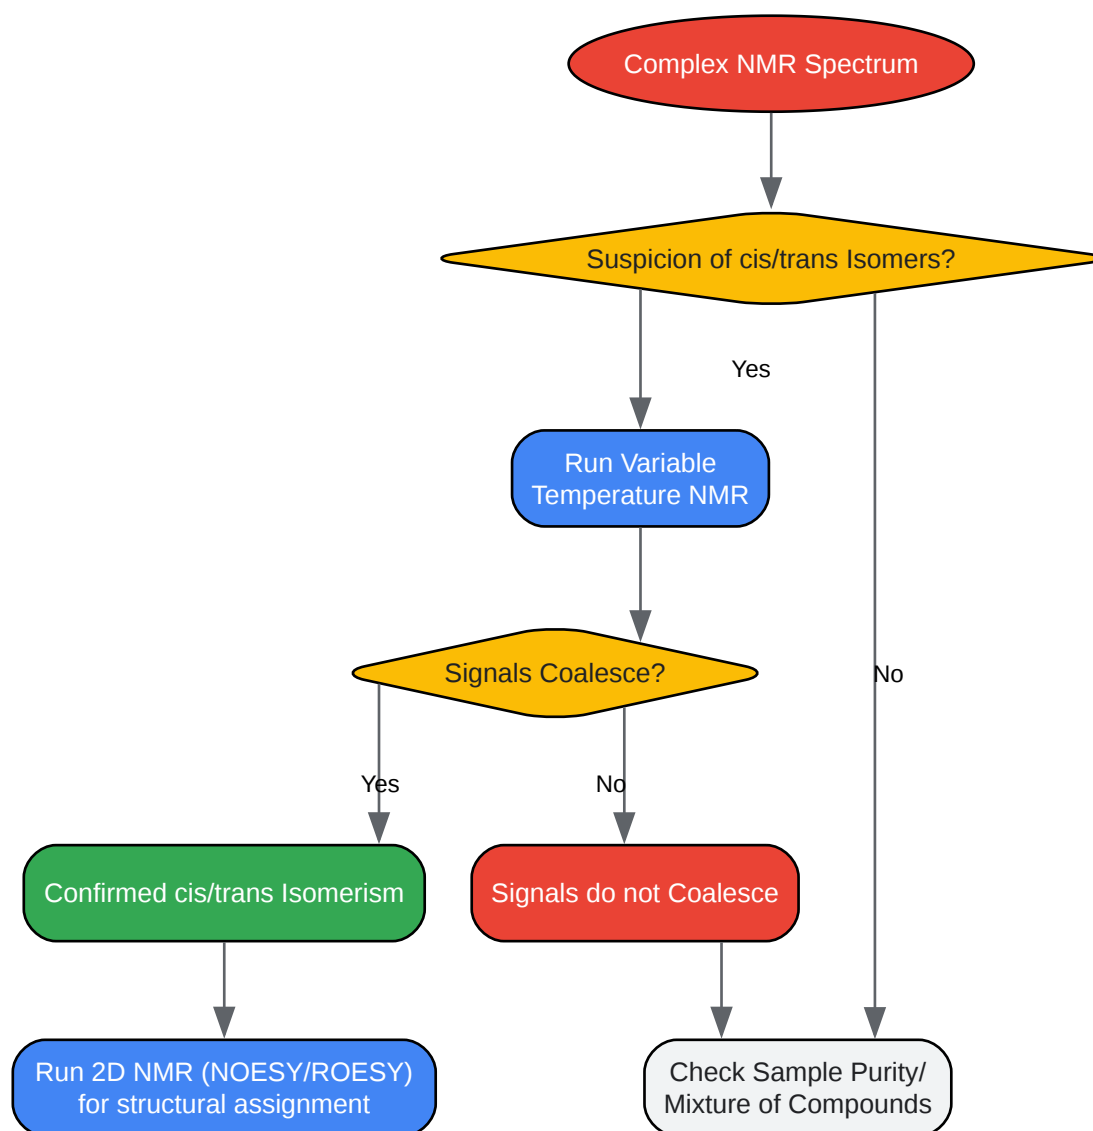 Complex NMR Spectrum
Suspicion of cis/trans Isomers?
Yes
Run Variable
Temperature NMR
Signals Coalesce?
No
Yes
No
Confirmed cis/trans Isomerism
Signals do not Coalesce
Run 2D NMR (NOESY/ROESY)
for structural assignment
Check Sample Purity/
Mixture of Compounds